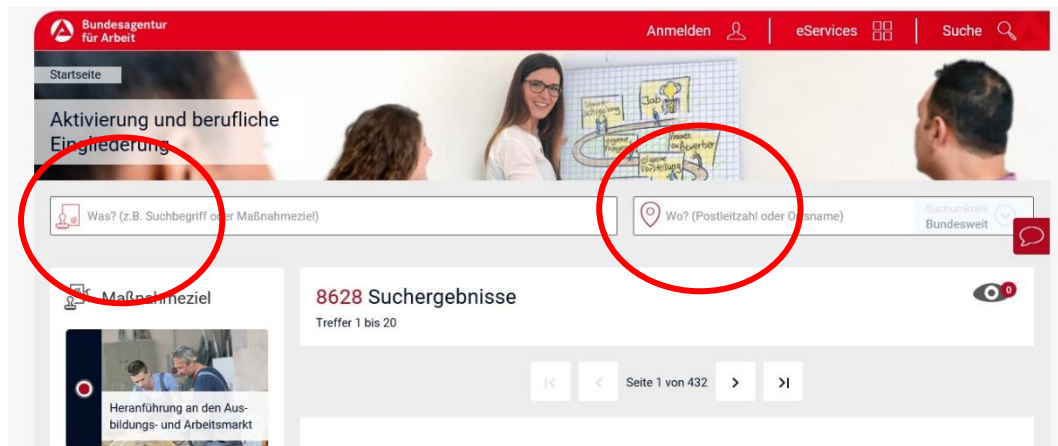 Bundesagentur
für Arbeit
Anmelden
eServices
Suche
Startseite
Aktivierung und berufliche
Eingliederung
Job
Was? (z.B. Suchbegriff oder Maßnahmeziel)
Wo? (Postleitzahl oder Ortsname)
Suchumkreis
Bundesweit
Maßnahmeziel
8628 Suchergebnisse
0
Treffer 1 bis 20
Seite 1 von 432
Heranführung an den Aus-
bildungs- und Arbeitsmarkt